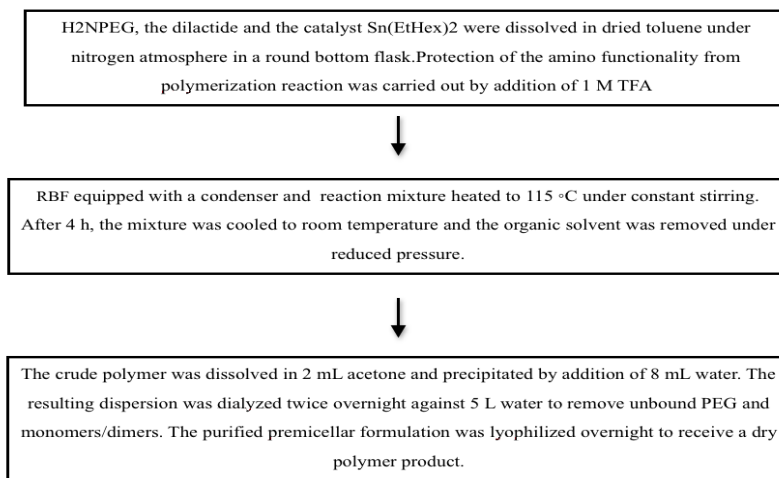 H2NPEG, the dilactide and the catalyst Sn(EtHex)2 were dissolved in dried toluene under
nitrogen atmosphere in a round bottom flask.Protection of the amino functionality from
polymerization reaction was carried out by addition of 1 M TFA
RBF equipped with a condenser and reaction mixture heated to 115 ◦C under constant stirring.
After 4 h, the mixture was cooled to room temperature and the organic solvent was removed under
reduced pressure.
The crude polymer was dissolved in 2 mL acetone and precipitated by addition of 8 mL water. The
resulting dispersion was dialyzed twice overnight against 5 L water to remove unbound PEG and
monomers/dimers. The purified premicellar formulation was lyophilized overnight to receive a dry
polymer product.